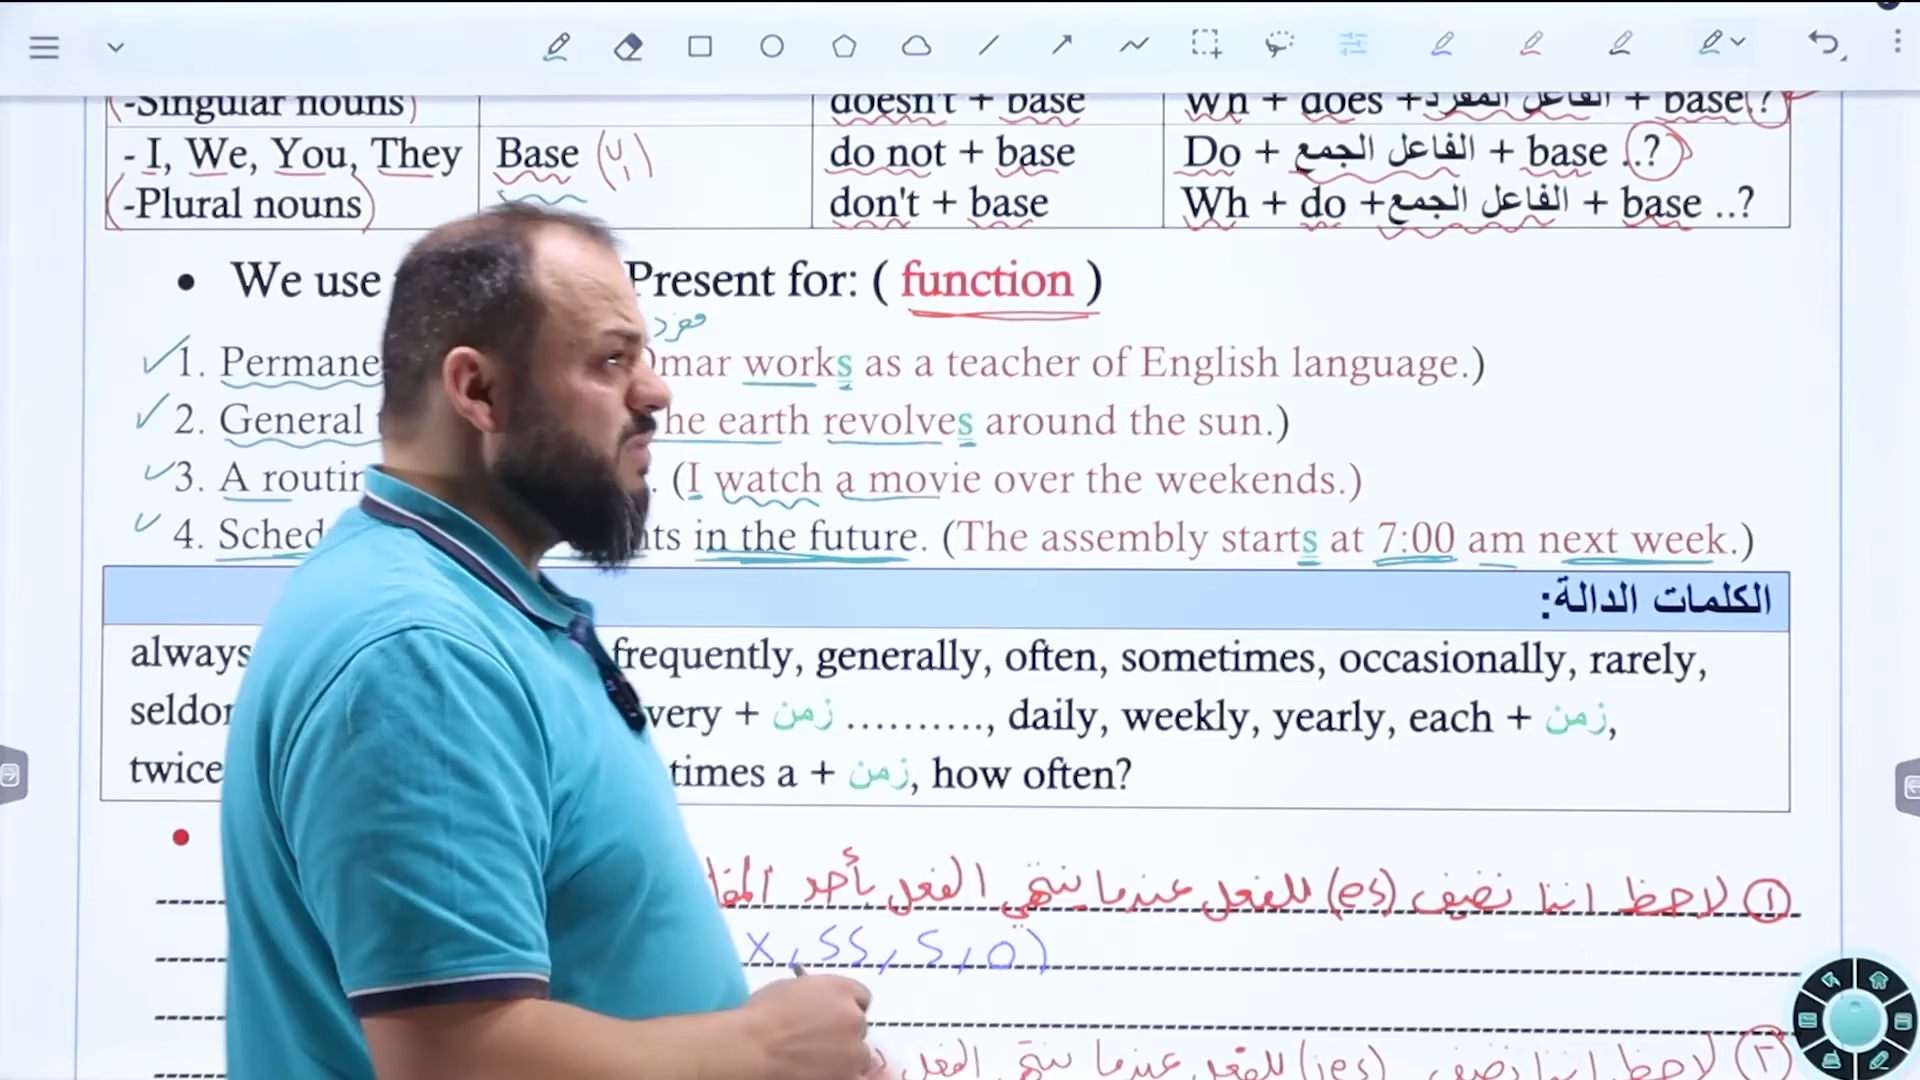 -Singular nouns
doesn't + base
Wh + does +الفاعل المفرد + base ?
- I, We, You, They
Base
do not + base
Do + الفاعل الجمع + base ..?
-Plural nouns
don't + base
Wh + do +الفاعل الجمع + base ..?
• We use
Present for: ( function )
مفرد
1. Permane
Omar works as a teacher of English language.)
2. General
he earth revolves around the sun.)
3. A routin
. (I watch a movie over the weekends.)
4. Sched
nts in the future. (The assembly starts at 7:00 am next week.)
الكلمات الدالة:
always
frequently, generally, often, sometimes, occasionally, rarely,
seldo
very + زمن .........., daily, weekly, yearly, each + زمن,
twice
times a + زمن, how often?
① لاحظ اننا نضيف (es) للفعل عندما ينتهي الفعل بأحد
x, ss, s, o)
② لاحظ اننا نضيف (ies) للفعل عندما ينتهي الفعل